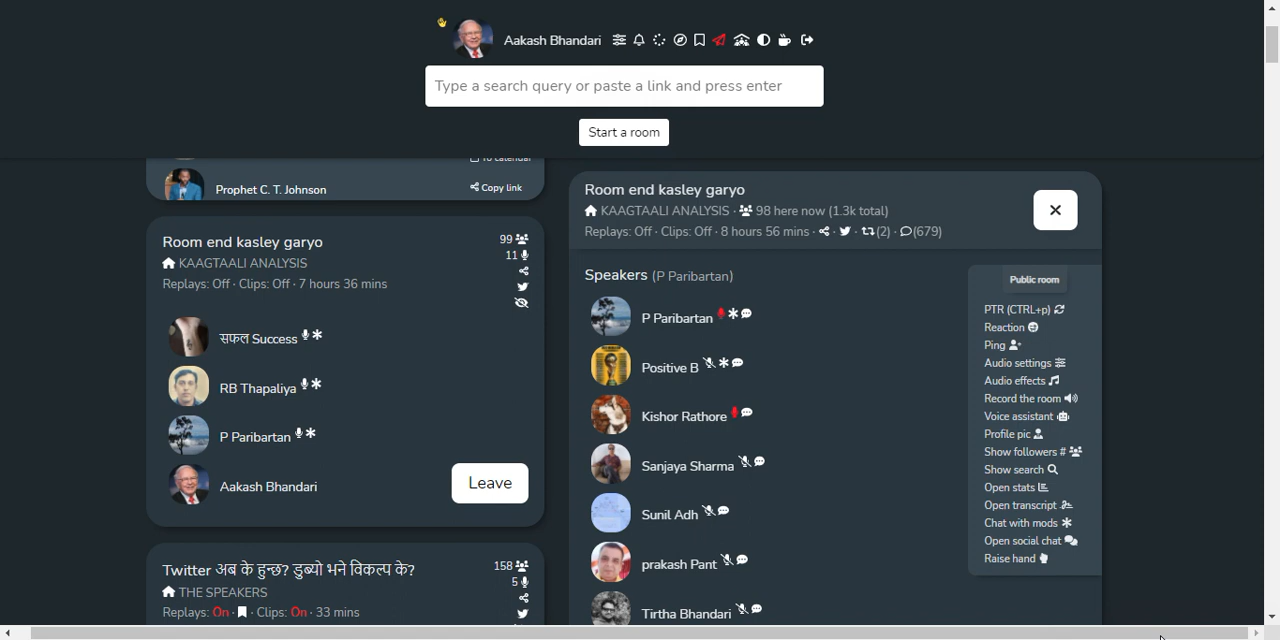 Aakash Bhandari
Type a search query or paste a link and press enter
Start a room
To calendar
Prophet C. T. Johnson
Copy link
Room end kasley garyo
99
KAAGTAALI ANALYSIS
11
Replays: Off · Clips: Off · 7 hours 36 mins
सफल Success
RB Thapaliya
P Paribartan
Aakash Bhandari
Leave
Twitter अब के हुन्छ? डुब्यो भने विकल्प के?
158
THE SPEAKERS
5
Replays: On · Clips: On · 33 mins
Room end kasley garyo
KAAGTAALI ANALYSIS · 98 here now (1.3k total)
Replays: Off · Clips: Off · 8 hours 56 mins · · · (2) · (679)
Speakers (P Paribartan)
P Paribartan
Positive B
Kishor Rathore
Sanjaya Sharma
Sunil Adh
prakash Pant
Tirtha Bhandari
Public room
PTR (CTRL+p)
Reaction
Ping
Audio settings
Audio effects
Record the room
Voice assistant
Profile pic
Show followers #
Show search
Open stats
Open transcript
Chat with mods
Open social chat
Raise hand